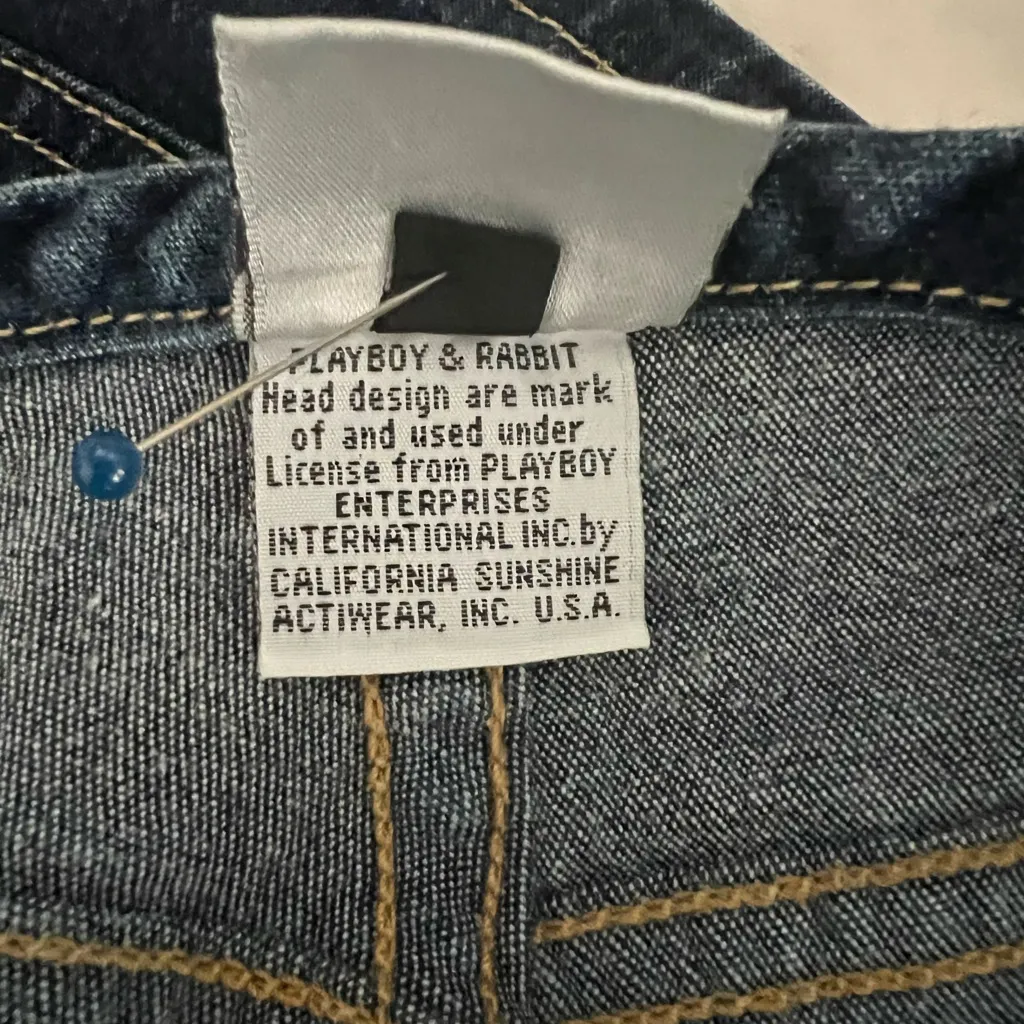 PLAYBOY & RABBIT
Head design are mark
of and used under
License from PLAYBOY
ENTERPRISES
INTERNATIONAL INC.by
CALIFORNIA SUNSHINE
ACTIWEAR, INC. U.S.A.